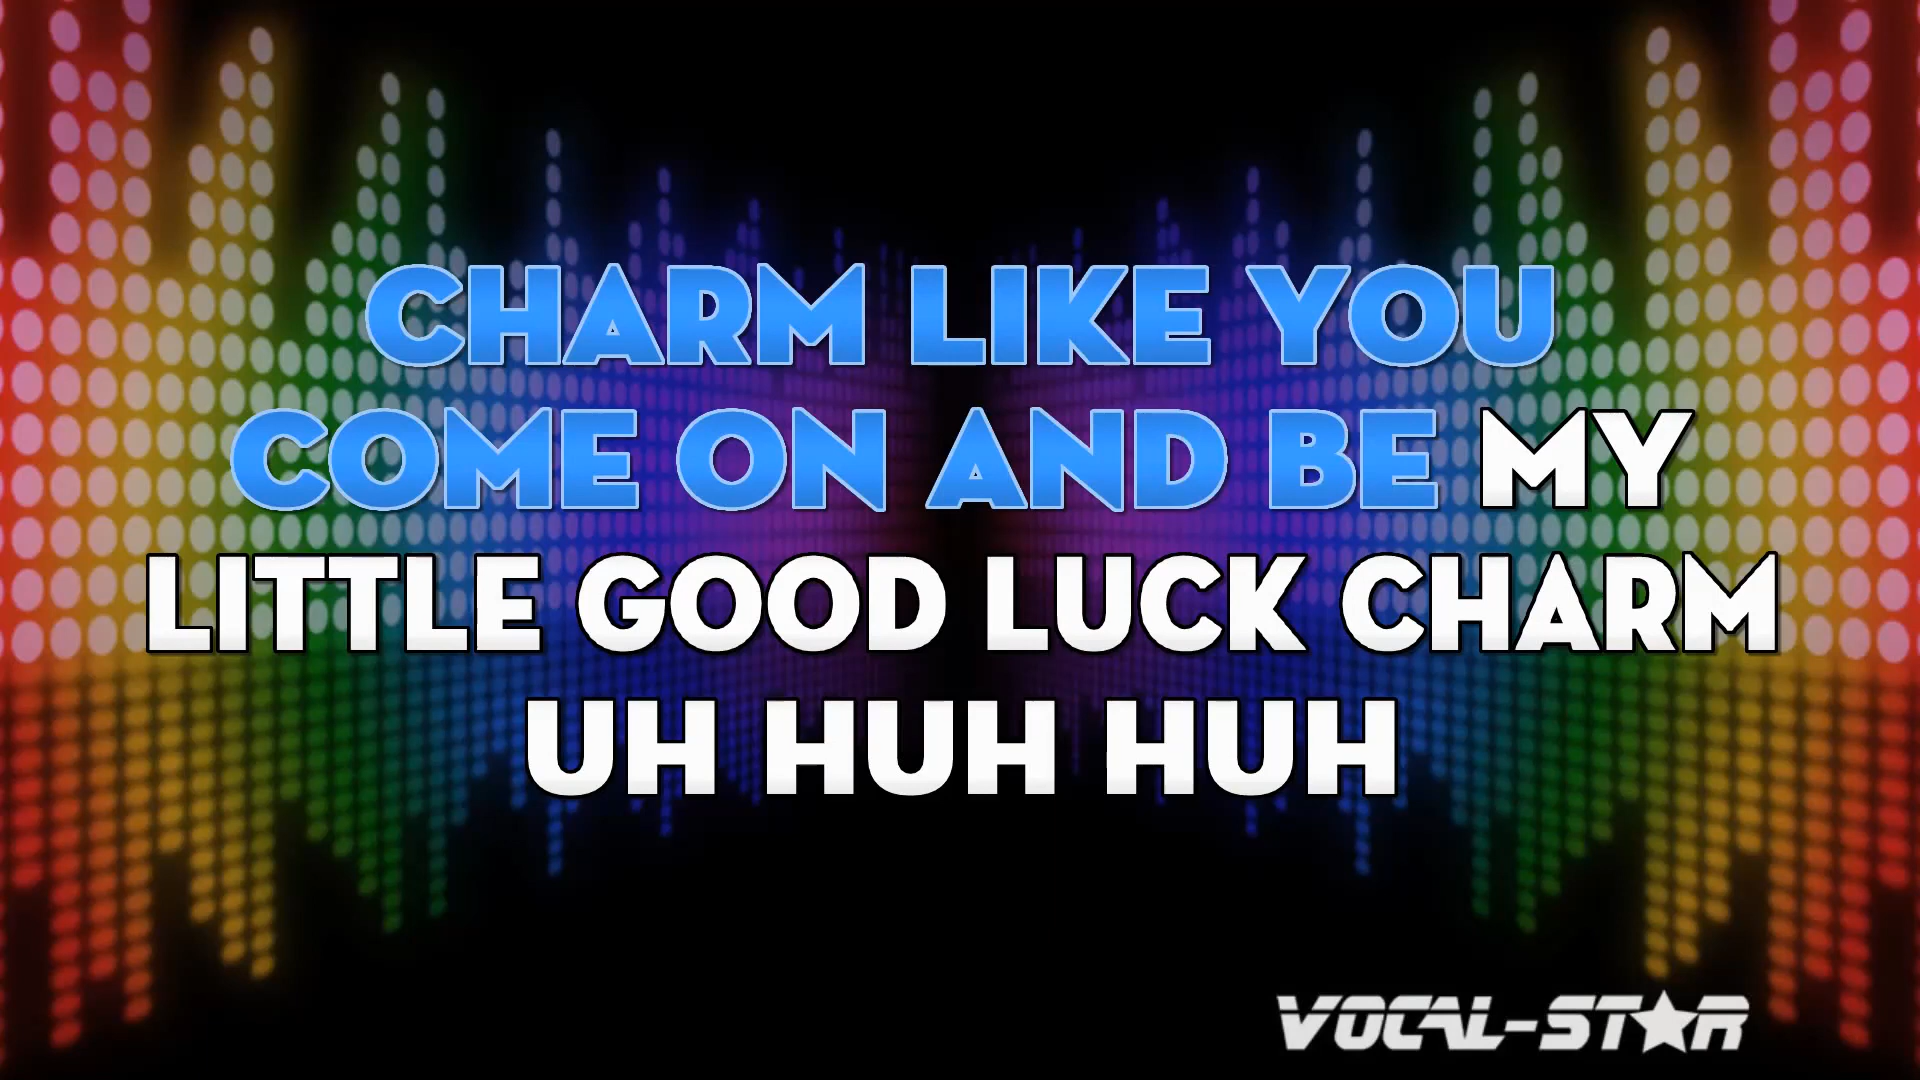 CHARM LIKE YOU
COME ON AND BE MY
LITTLE GOOD LUCK CHARM
UH HUH HUH
VOCAL-STAR